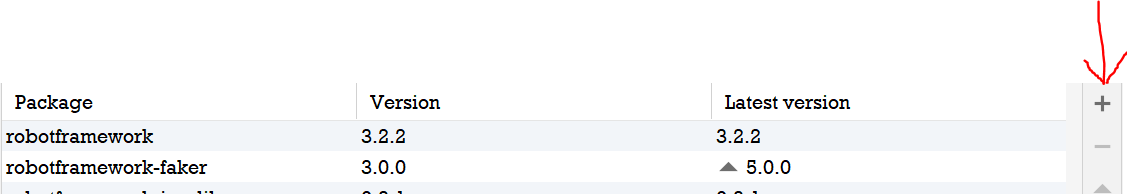 Package Version Latest version
robotframework 3.2.2 3.2.2
robotframework-faker 3.0.0 5.0.0